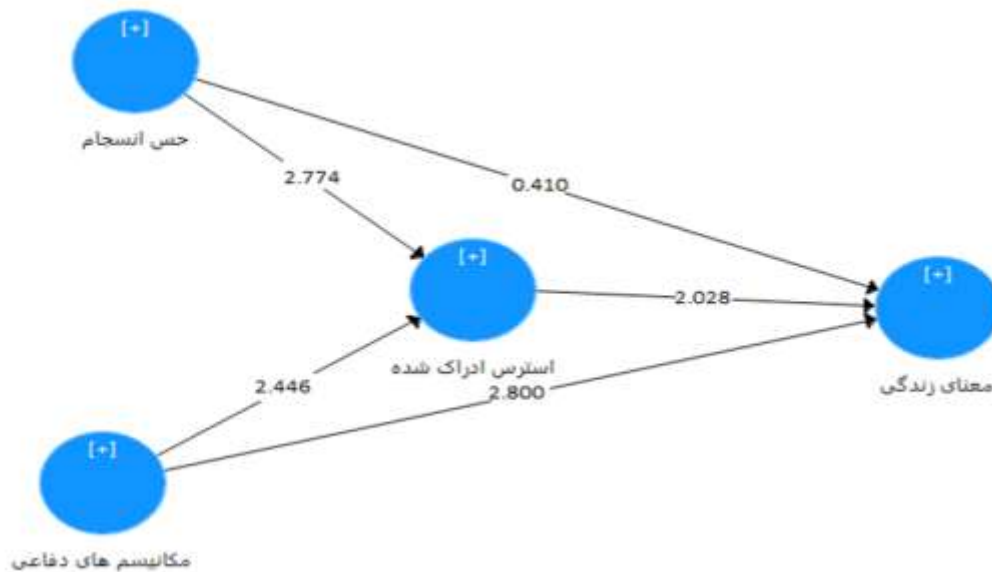 [+]
حس انسجام
2.774
0.410
[+]
استرس ادراک شده
[+]
معنای زندگی
2.028
2.446
2.800
[+]
مکانیسم های دفاعی